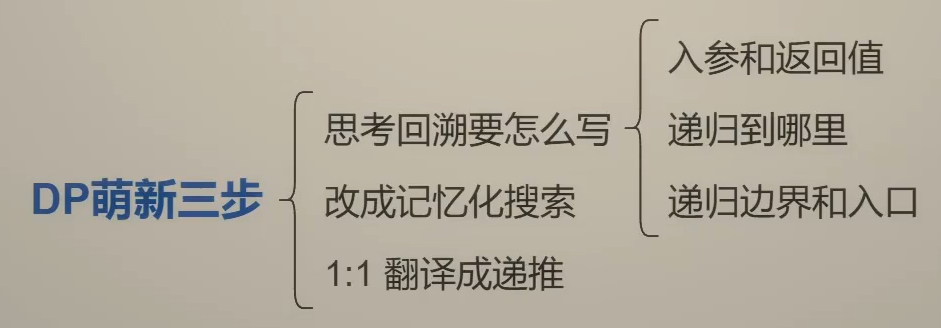 DP萌新三步
思考回溯要怎么写
改成记忆化搜索
1:1 翻译成递推
入参和返回值
递归到哪里
递归边界和入口